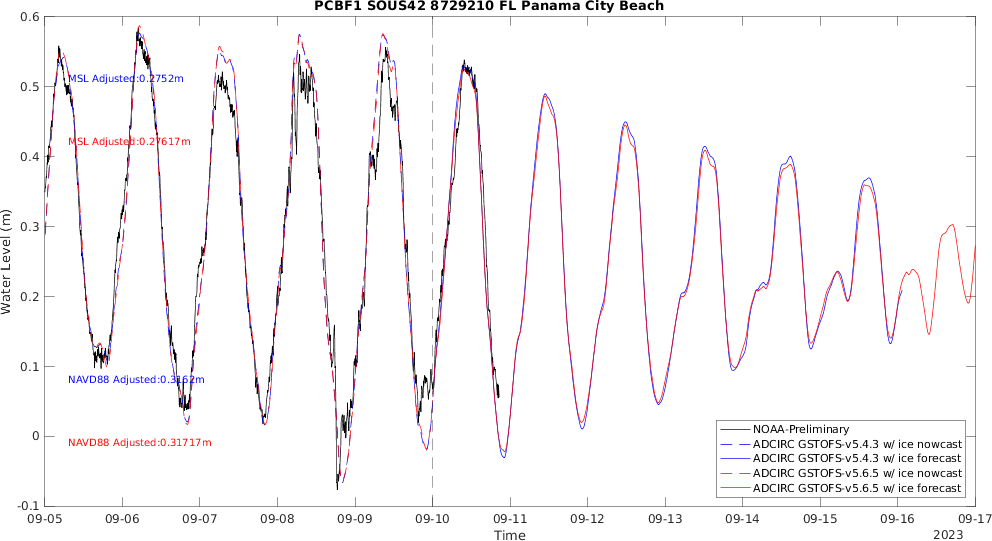 PCBF1 SOUS42 8729210 FL Panama City Beach
0.6
0.5
0.4
0.3
0.2
0.1
0
-0.1
Water Level (m)
MSL Adjusted:0.2752m
MSL Adjusted:0.27617m
NAVD88 Adjusted:0.3162m
NAVD88 Adjusted:0.31717m
NOAA-Preliminary
ADCIRC GSTOFS-v5.4.3 w/ ice nowcast
ADCIRC GSTOFS-v5.4.3 w/ ice forecast
ADCIRC GSTOFS-v5.6.5 w/ ice nowcast
ADCIRC GSTOFS-v5.6.5 w/ ice forecast
09-05 09-06 09-07 09-08 09-09 09-10 09-11 09-12 09-13 09-14 09-15 09-16 09-17
Time
2023